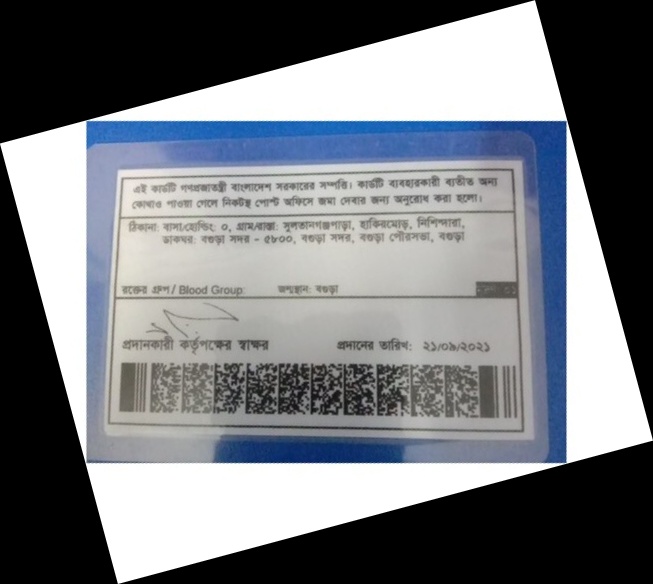 এই কার্ডটি গণপ্রজাতন্ত্রী বাংলাদেশ সরকারের সম্পত্তি। কার্ডটি ব্যবহারকারী ব্যতীত অন্য
কোথাও পাওয়া গেলে নিকটস্থ পোস্ট অফিসে জমা দেবার জন্য অনুরোধ করা হলো।
ঠিকানা: বাসা/হোল্ডিং: ০, গ্রাম/রাস্তা: সুলতানগঞ্জপাড়া, হাকিরমোড়, নিশিন্দারা,
ডাকঘর: বগুড়া সদর - ৫৮০০, বগুড়া সদর, বগুড়া পৌরসভা, বগুড়া
রক্তের গ্রুপ / Blood Group: জন্মস্থান: বগুড়া
প্রদানকারী কর্তৃপক্ষের স্বাক্ষর প্রদানের তারিখ: ২১/০৯/২০২১